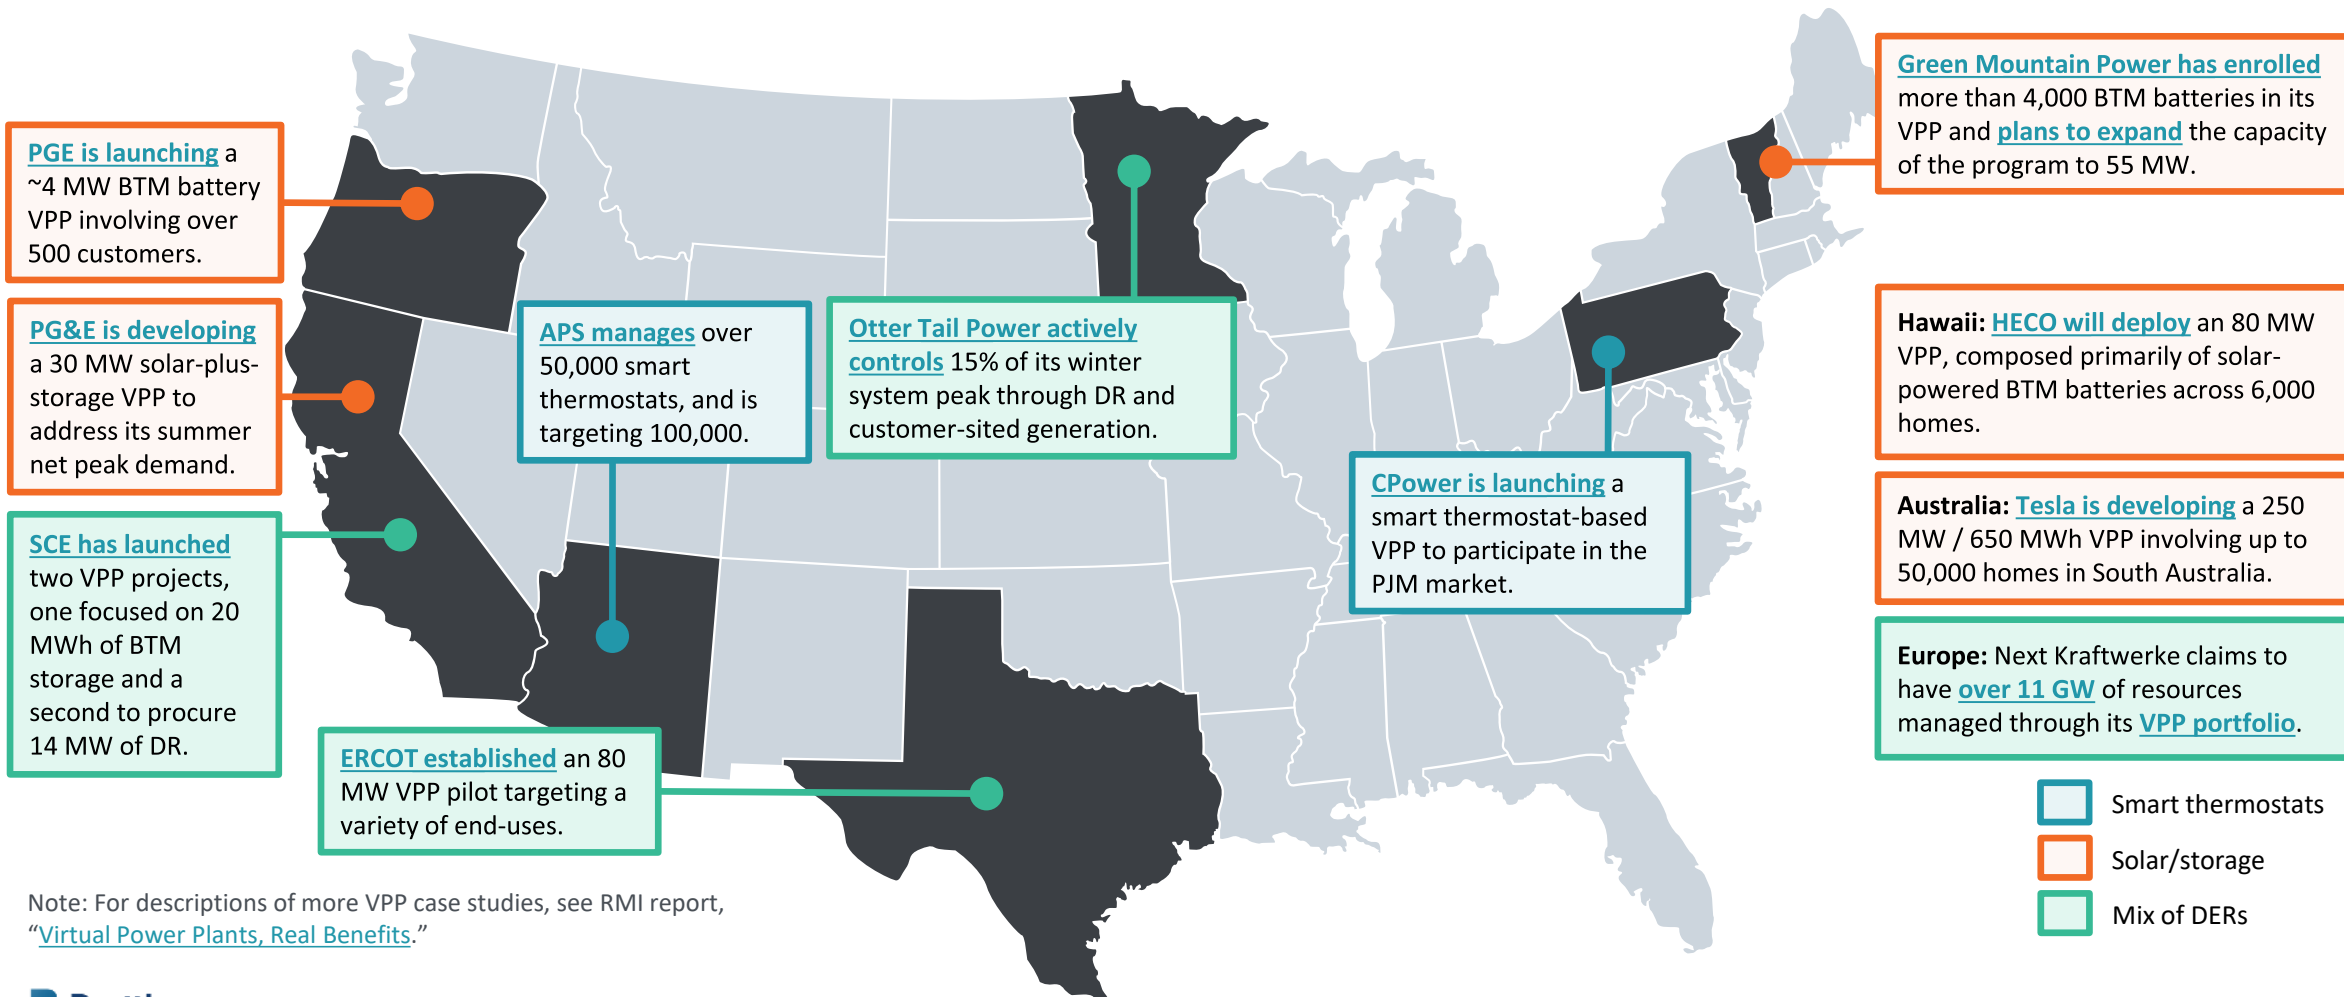 PGE is launching a
~4 MW BTM battery
VPP involving over
500 customers.
PG&E is developing
a 30 MW solar-plus-
storage VPP to
address its summer
net peak demand.
SCE has launched
two VPP projects,
one focused on 20
MWh of BTM
storage and a
second to procure
14 MW of DR.
APS manages over
50,000 smart
thermostats, and is
targeting 100,000.
Otter Tail Power actively
controls 15% of its winter
system peak through DR and
customer-sited generation.
ERCOT established an 80
MW VPP pilot targeting a
variety of end-uses.
CPower is launching a
smart thermostat-based
VPP to participate in the
PJM market.
Green Mountain Power has enrolled
more than 4,000 BTM batteries in its
VPP and plans to expand the capacity
of the program to 55 MW.
Hawaii: HECO will deploy an 80 MW
VPP, composed primarily of solar-
powered BTM batteries across 6,000
homes.
Australia: Tesla is developing a 250
MW / 650 MWh VPP involving up to
50,000 homes in South Australia.
Europe: Next Kraftwerke claims to
have over 11 GW of resources
managed through its VPP portfolio.
Smart thermostats
Solar/storage
Mix of DERs
Note: For descriptions of more VPP case studies, see RMI report,
“Virtual Power Plants, Real Benefits.”